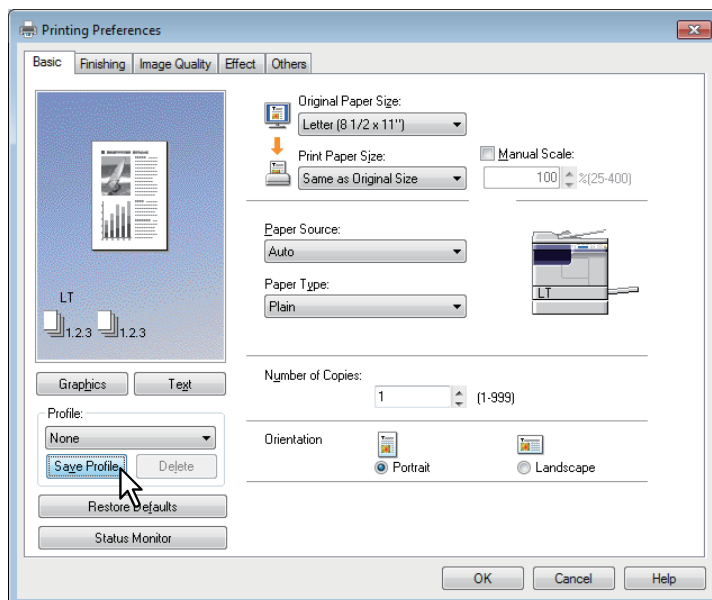 Printing Preferences
Basic Finishing Image Quality Effect Others
Original Paper Size:
Letter (8 1/2 x 11")
Print Paper Size:
Manual Scale:
Same as Original Size
100 %(25-400)
Paper Source:
Auto
Paper Type:
Plain
LT
LT
1.2.3 1.2.3
Graphics Text
Number of Copies:
1 (1-999)
Profile:
None
Save Profile Delete
Orientation
Portrait Landscape
Restore Defaults
Status Monitor
OK Cancel Help